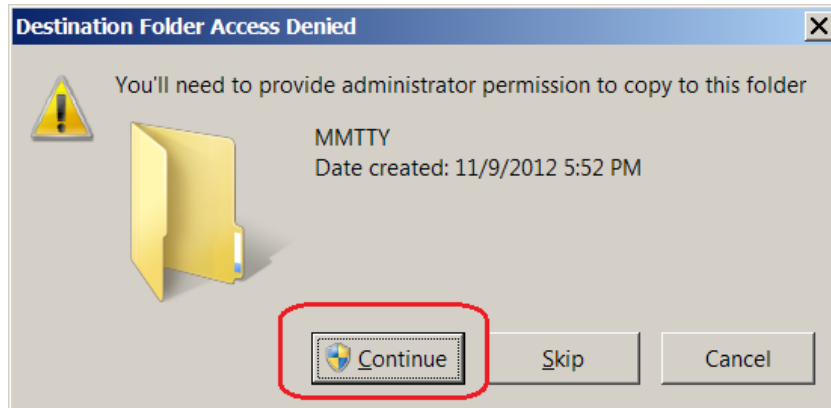 Destination Folder Access Denied
You'll need to provide administrator permission to copy to this folder
MMTTY
Date created: 11/9/2012 5:52 PM
Continue
Skip
Cancel